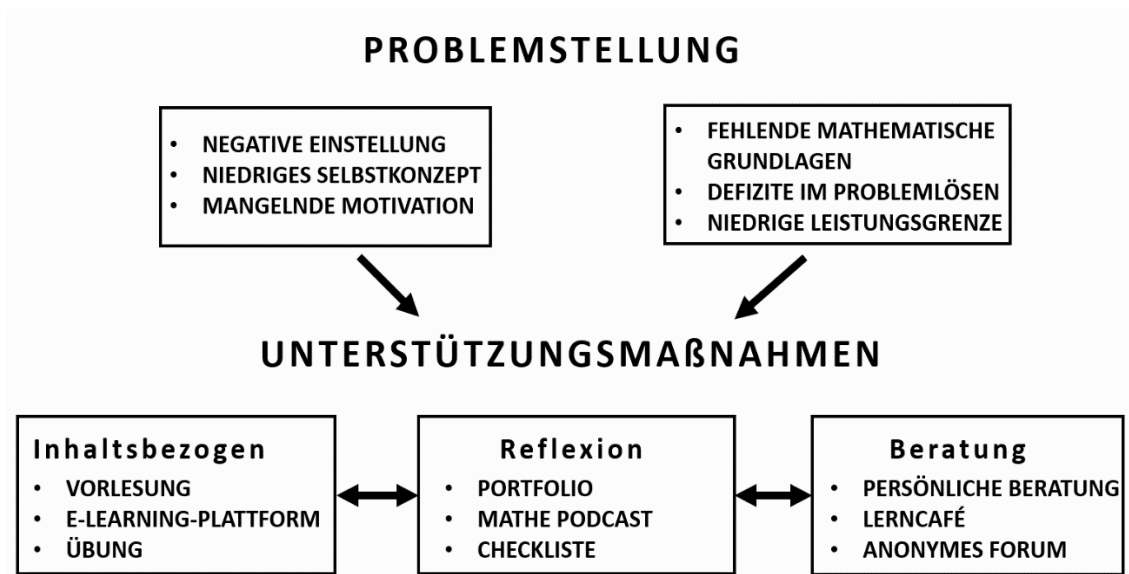 PROBLEMSTELLUNG
• NEGATIVE EINSTELLUNG
• NIEDRIGES SELBSTKONZEPT
• MANGELNDE MOTIVATION
• FEHLENDE MATHEMATISCHE
GRUNDLAGEN
• DEFIZITE IM PROBLEMLÖSEN
• NIEDRIGE LEISTUNGSGRENZE
UNTERSTÜTZUNGSMAßNAHMEN
Inhaltsbezogen
• VORLESUNG
• E-LEARNING-PLATTFORM
• ÜBUNG
Reflexion
• PORTFOLIO
• MATHE PODCAST
• CHECKLISTE
Beratung
• PERSÖNLICHE BERATUNG
• LERNCAFÉ
• ANONYMES FORUM